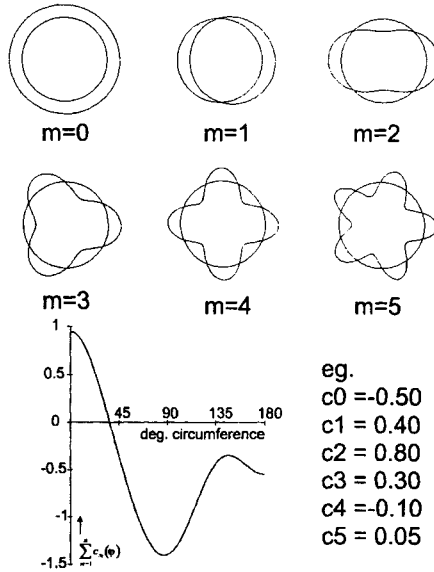 m=0 m=1 m=2
m=3 m=4 m=5
1
0.5
0
-0.5
-1
-1.5
45 90 135 180
deg. circumference
eg.
c0 =-0.50
c1 = 0.40
c2 = 0.80
c3 = 0.30
c4 = -0.10
c5 = 0.05